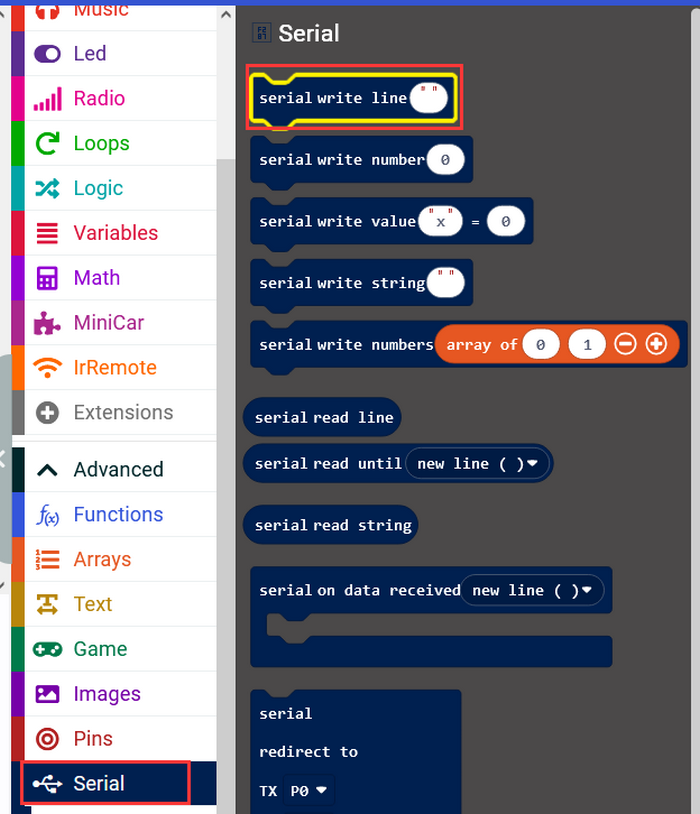 Music
Led
Radio
Loops
Logic
Variables
Math
MiniCar
IrRemote
Extensions
Advanced
f(x) Functions
Arrays
Text
Game
Images
Pins
Serial
Serial
serial write line " "
serial write number 0
serial write value "x" = 0
serial write string " "
serial write numbers array of 0 1
serial read line
serial read until new line ( )
serial read string
serial on data received new line ( )
serial
redirect to
TX P0